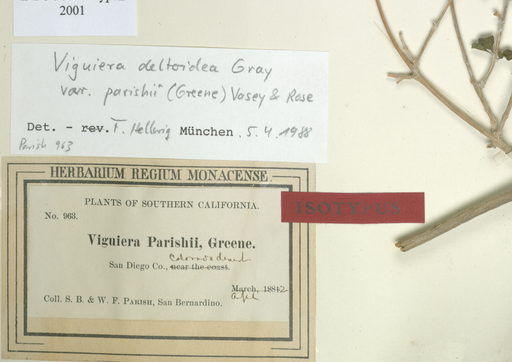 2001
Viguiera deltoidea Gray
var. parishii (Greene) Vasey & Rose
Det. - rev. F. Hellwig München. 5.4.1988
Parish 963
HERBARIUM REGIUM MONACENSE.
PLANTS OF SOUTHERN CALIFORNIA.
No. 963.
Viguiera Parishii, Greene.
Colorado desert
San Diego Co., near the coast.
March, 1882
Apl
Coll. S. B. & W. F. PARISH, San Bernardino.
ISOTYPUS